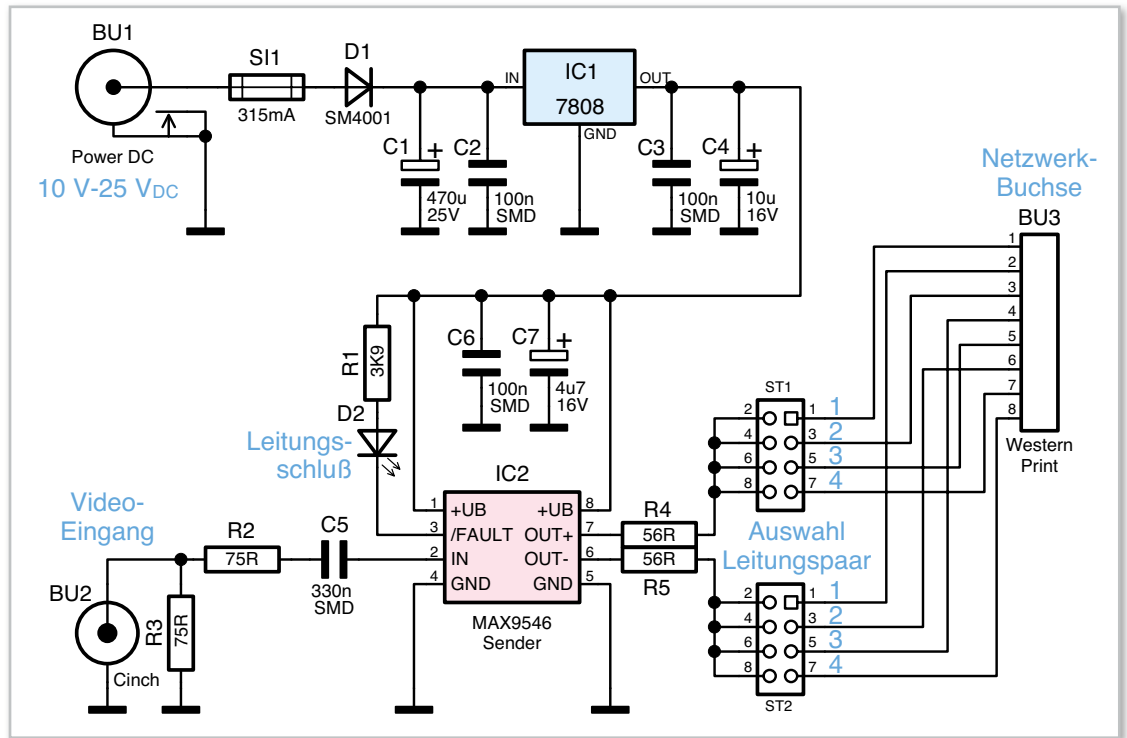 BU1
SI1
315mA
D1
SM4001
IN
IC1
7808
OUT
GND
Power DC
10 V-25 VDC
C1
+
470u
25V
C2
100n
SMD
C3
100n
SMD
C4
+
10u
16V
Netzwerk-
Buchse
BU3
1
2
3
4
5
6
7
8
Western
Print
R1
3K9
C6
100n
SMD
C7
+
4u7
16V
D2
Leitungs-
schluß
ST1
2
4
6
8
1
3
5
7
1
2
3
4
IC2
1
3
2
4
+UB
/FAULT
IN
GND
+UB
OUT+
OUT-
GND
8
7
6
5
MAX9546
Sender
R4
56R
56R
R5
Auswahl
Leitungspaar
Video-
Eingang
R2
75R
C5
330n
SMD
BU2
R3
75R
Cinch
2
4
6
8
1
3
5
7
1
2
3
4
ST2